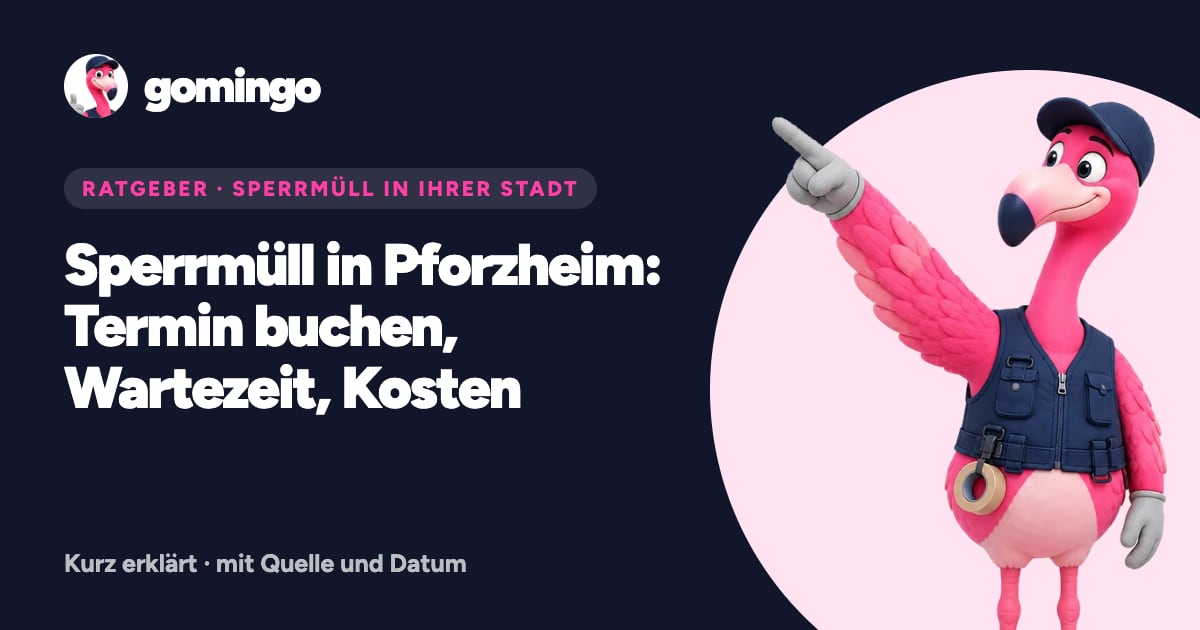 gomingo
RATGEBER · SPERRMÜLL IN IHRER STADT
Sperrmüll in Pforzheim:
Termin buchen,
Wartezeit, Kosten
Kurz erklärt · mit Quelle und Datum